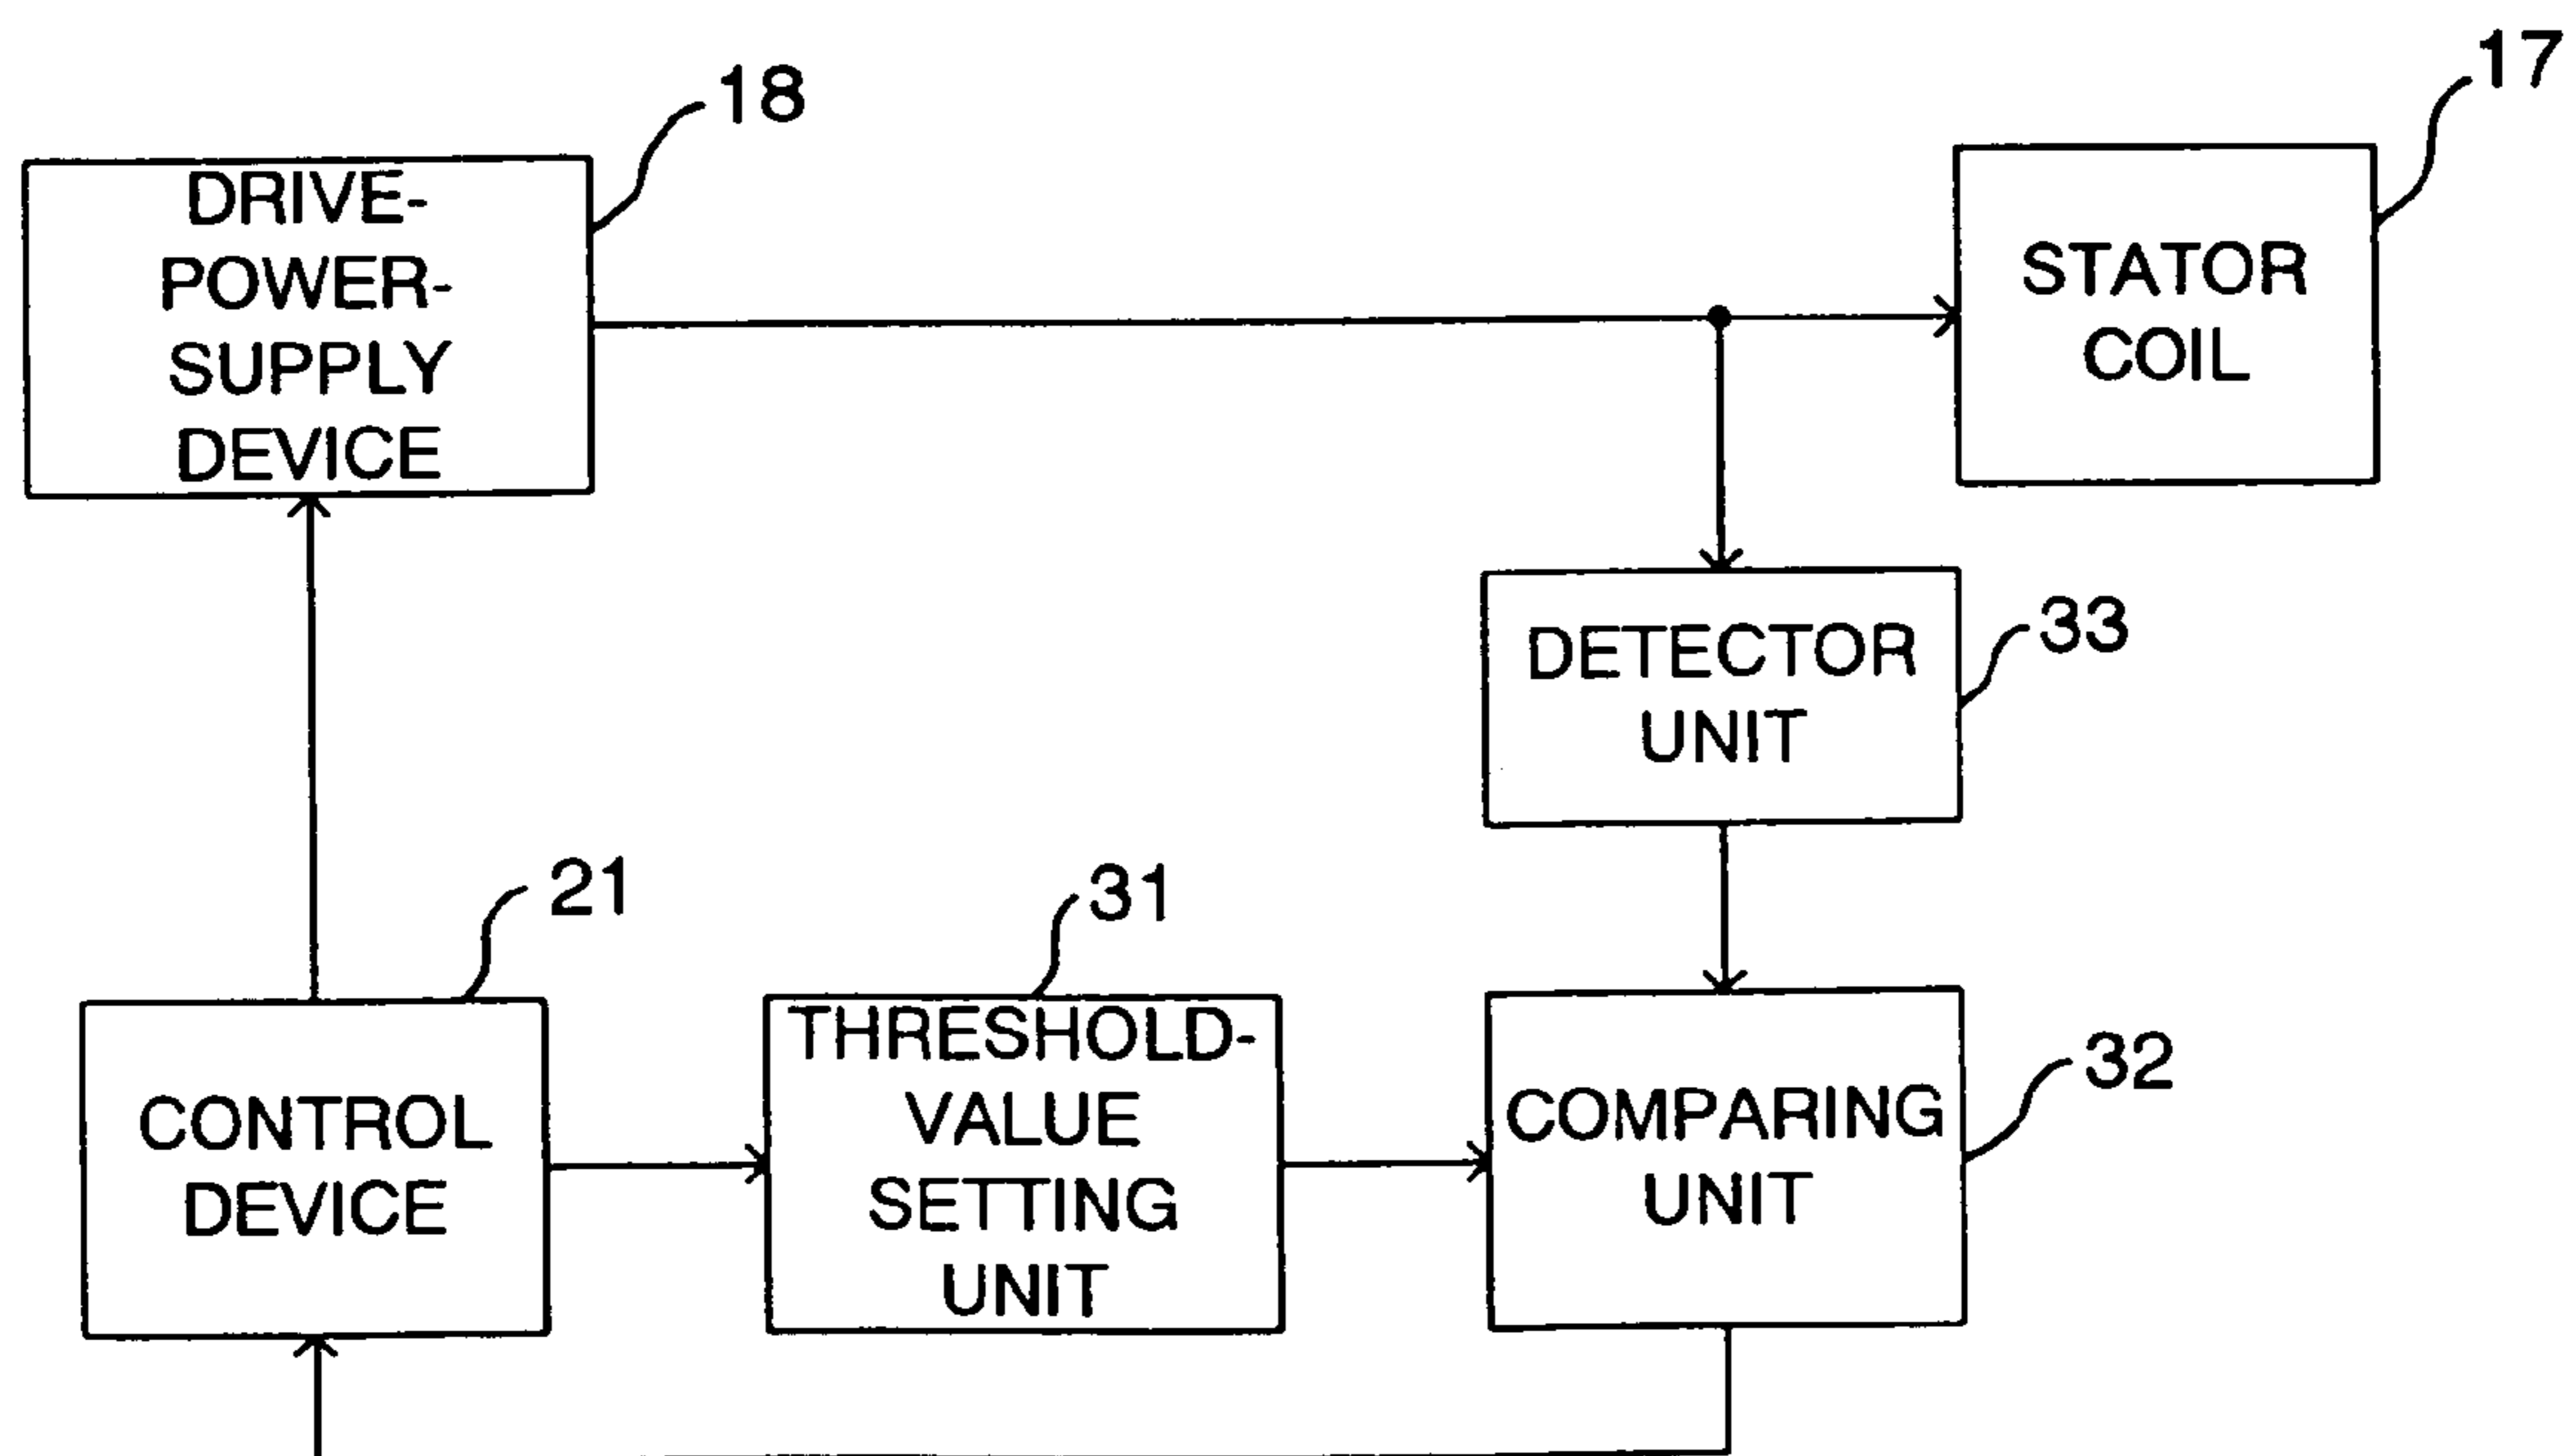 18
17
DRIVE-
POWER-
SUPPLY
DEVICE
STATOR
COIL
33
DETECTOR
UNIT
21
31
32
CONTROL
DEVICE
THRESHOLD-
VALUE
SETTING
UNIT
COMPARING
UNIT